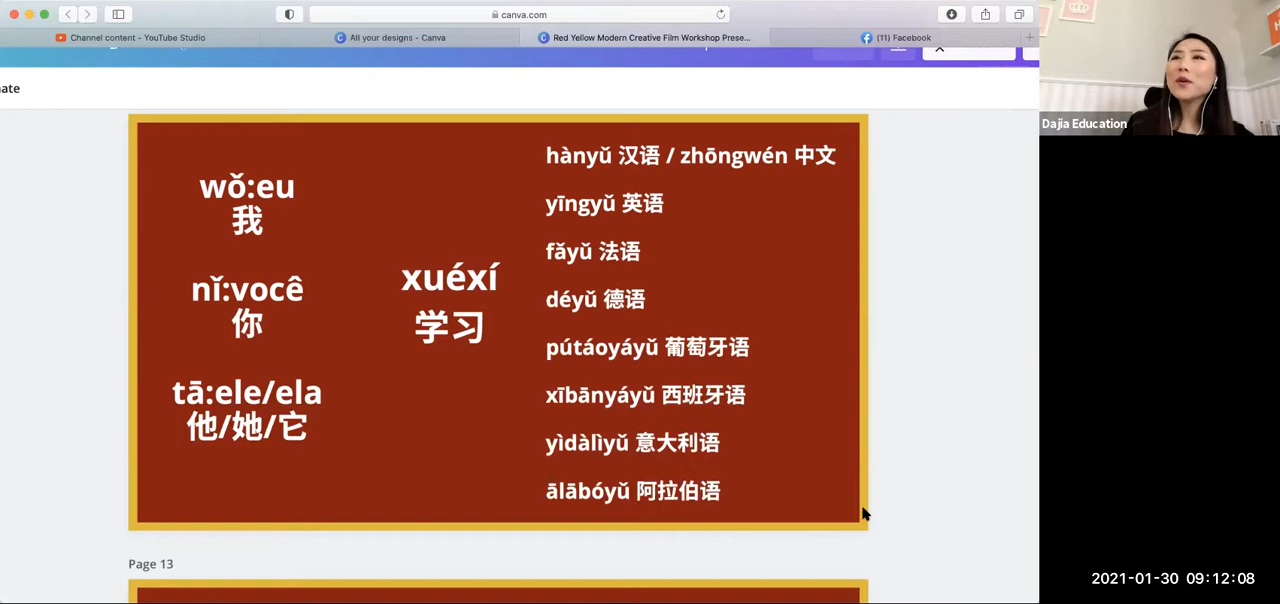 canva.com
Channel content - YouTube Studio
All your designs - Canva
Red Yellow Modern Creative Film Workshop Prese...
(11) Facebook
ate
wǒ:eu
我
nǐ:você
你
tā:ele/ela
他/她/它
xuéxí
学习
hànyǔ 汉语 / zhōngwén 中文
yīngyǔ 英语
fǎyǔ 法语
déyǔ 德语
pútáoyáyǔ 葡萄牙语
xībānyáyǔ 西班牙语
yìdàlìyǔ 意大利语
ālābóyǔ 阿拉伯语
Page 13
Dajia Education
2021-01-30 09:12:08